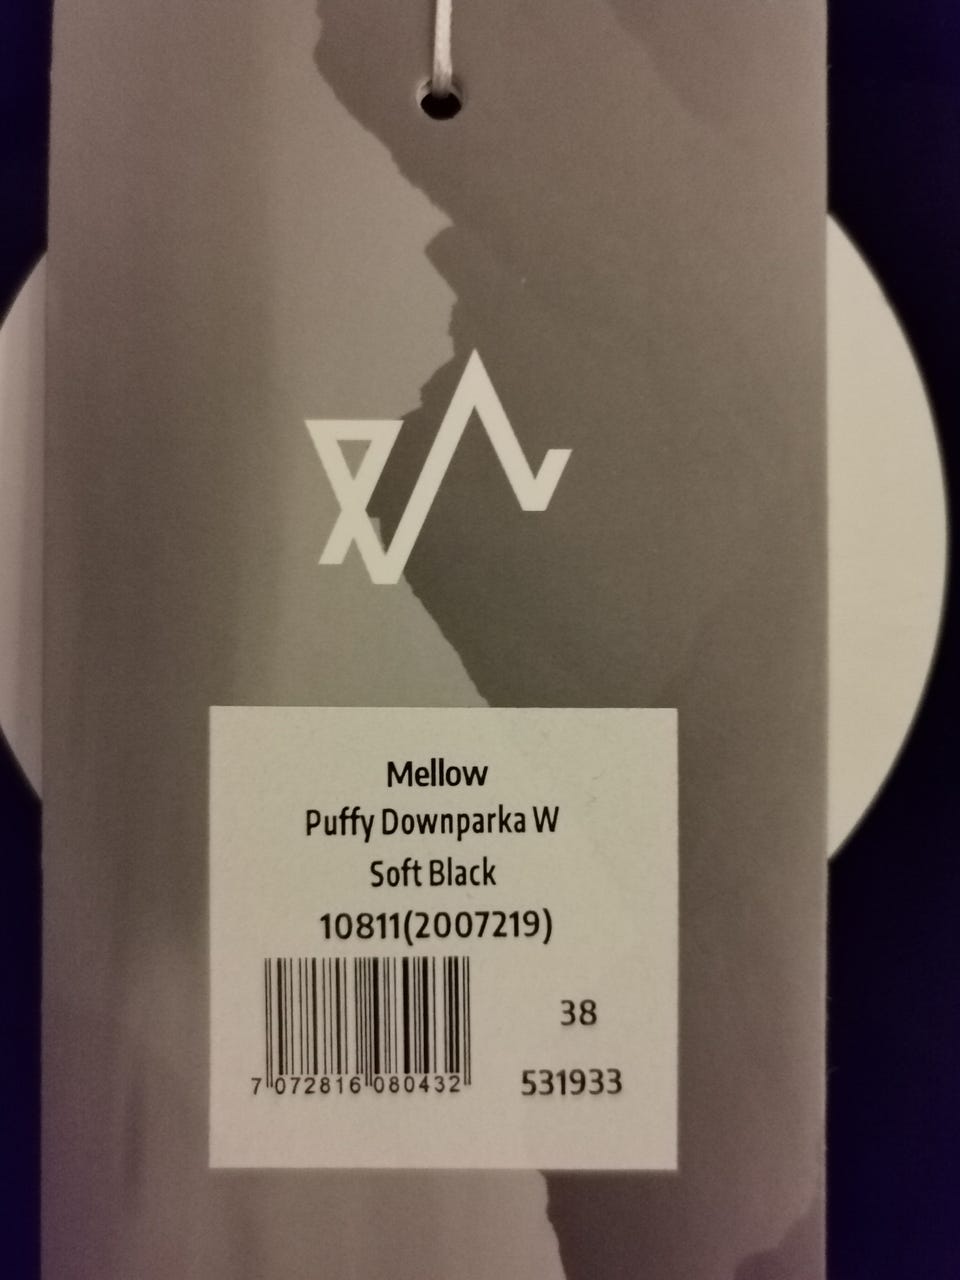 Mellow
Puffy Downparka W
Soft Black
10811(2007219)
38
7 072816 080432
531933